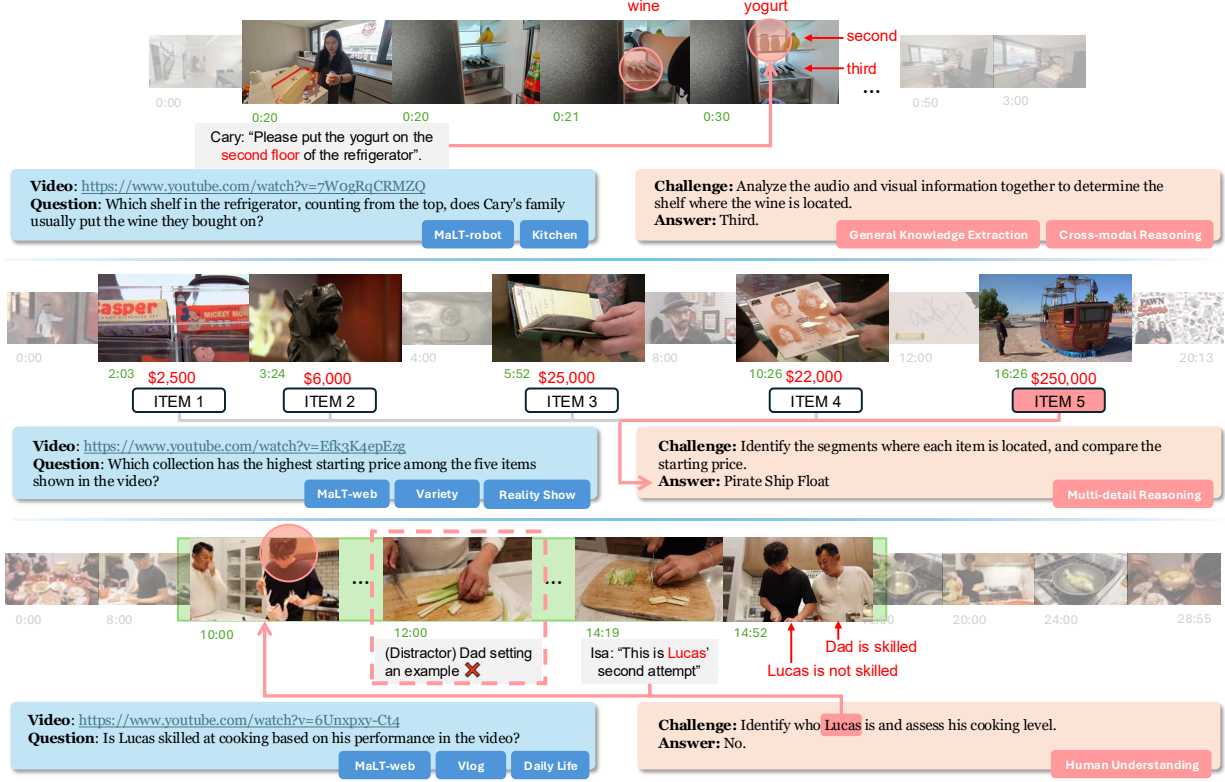 wine
yogurt
second
third
...
0:00
0:20
0:20
0:21
0:30
0:50
3:00
Cary: “Please put the yogurt on the
second floor of the refrigerator”.
Video: https://www.youtube.com/watch?v=7W0gRqCRMZQ
Question: Which shelf in the refrigerator, counting from the top, does Cary's family
usually put the wine they bought on?
MaLT-robot
Kitchen
Challenge: Analyze the audio and visual information together to determine the
shelf where the wine is located.
Answer: Third.
General Knowledge Extraction
Cross-modal Reasoning
Casper
MICKEY MO
PAWN
Stars
0:00
2:03
$2,500
3:24
$6,000
4:00
5:52
$25,000
8:00
10:26
$22,000
12:00
16:26
$250,000
20:13
ITEM 1
ITEM 2
ITEM 3
ITEM 4
ITEM 5
Video: https://www.youtube.com/watch?v=Efk3K4epEzg
Question: Which collection has the highest starting price among the five items
shown in the video?
MaLT-web
Variety
Reality Show
Challenge: Identify the segments where each item is located, and compare the
starting price.
Answer: Pirate Ship Float
Multi-detail Reasoning
...
...
0:00
8:00
10:00
12:00
14:19
14:52
20:00
24:00
28:55
(Distractor) Dad setting
an example ❌
Isa: “This is Lucas’
second attempt”
Dad is skilled
Lucas is not skilled
Video: https://www.youtube.com/watch?v=6Unxpxy-Ct4
Question: Is Lucas skilled at cooking based on his performance in the video?
MaLT-web
Vlog
Daily Life
Challenge: Identify who Lucas is and assess his cooking level.
Answer: No.
Human Understanding